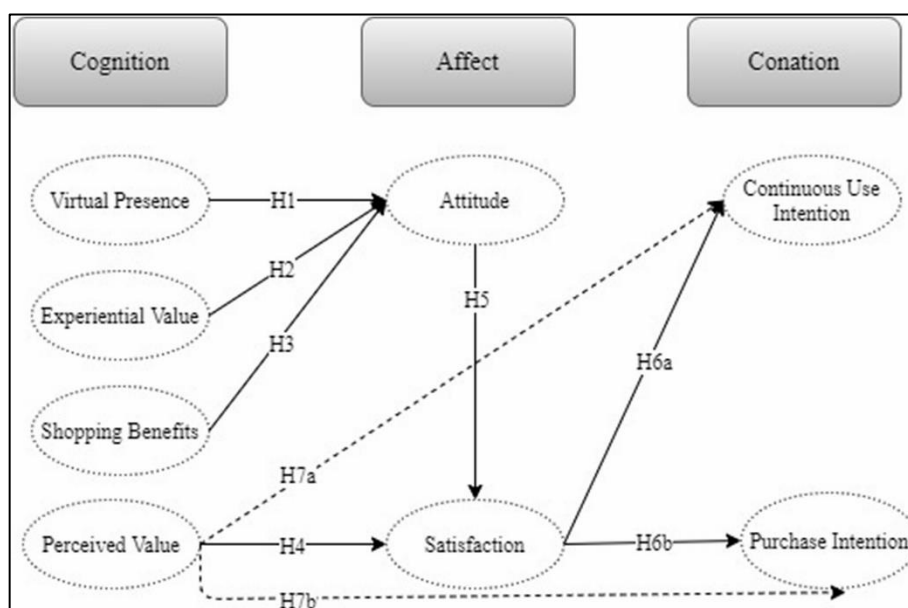 Cognition
Affect
Conation
Virtual Presence
H1
Attitude
Continuous Use
Intention
H2
Experiential Value
H5
H3
H6a
Shopping Benefits
H7a
Perceived Value
H4
Satisfaction
H6b
Purchase Intention
H7b